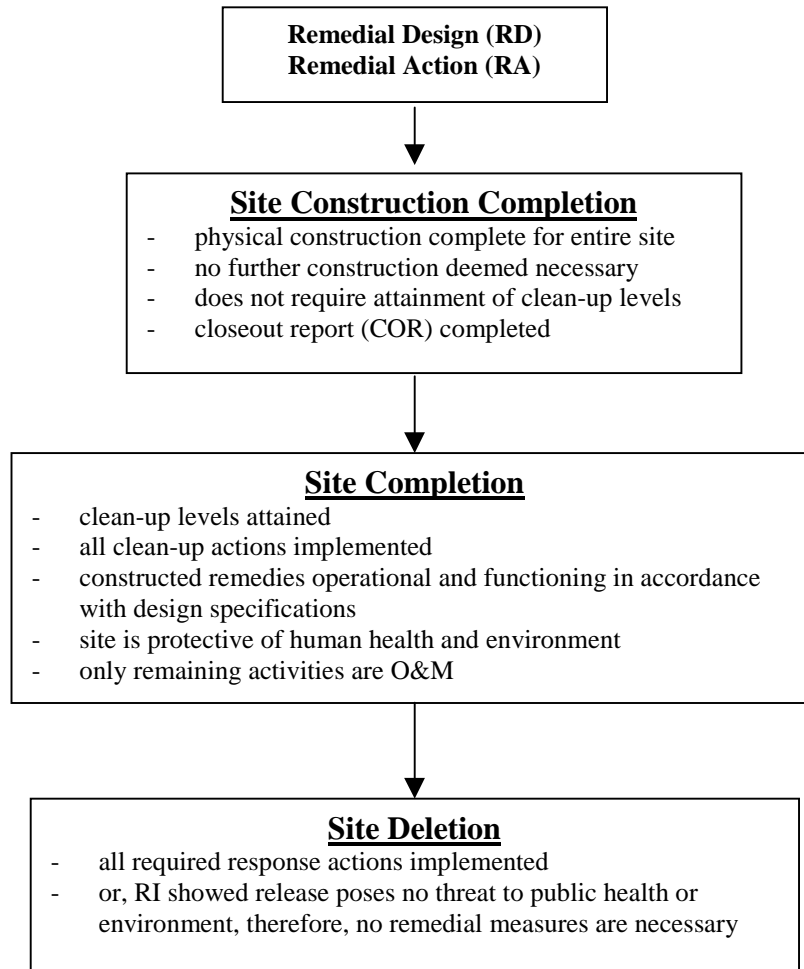 Remedial Design (RD)
Remedial Action (RA)
Site Construction Completion
- physical construction complete for entire site
- no further construction deemed necessary
- does not require attainment of clean-up levels
- closeout report (COR) completed
Site Completion
- clean-up levels attained
- all clean-up actions implemented
- constructed remedies operational and functioning in accordance
with design specifications
- site is protective of human health and environment
- only remaining activities are O&M
Site Deletion
- all required response actions implemented
- or, RI showed release poses no threat to public health or
environment, therefore, no remedial measures are necessary